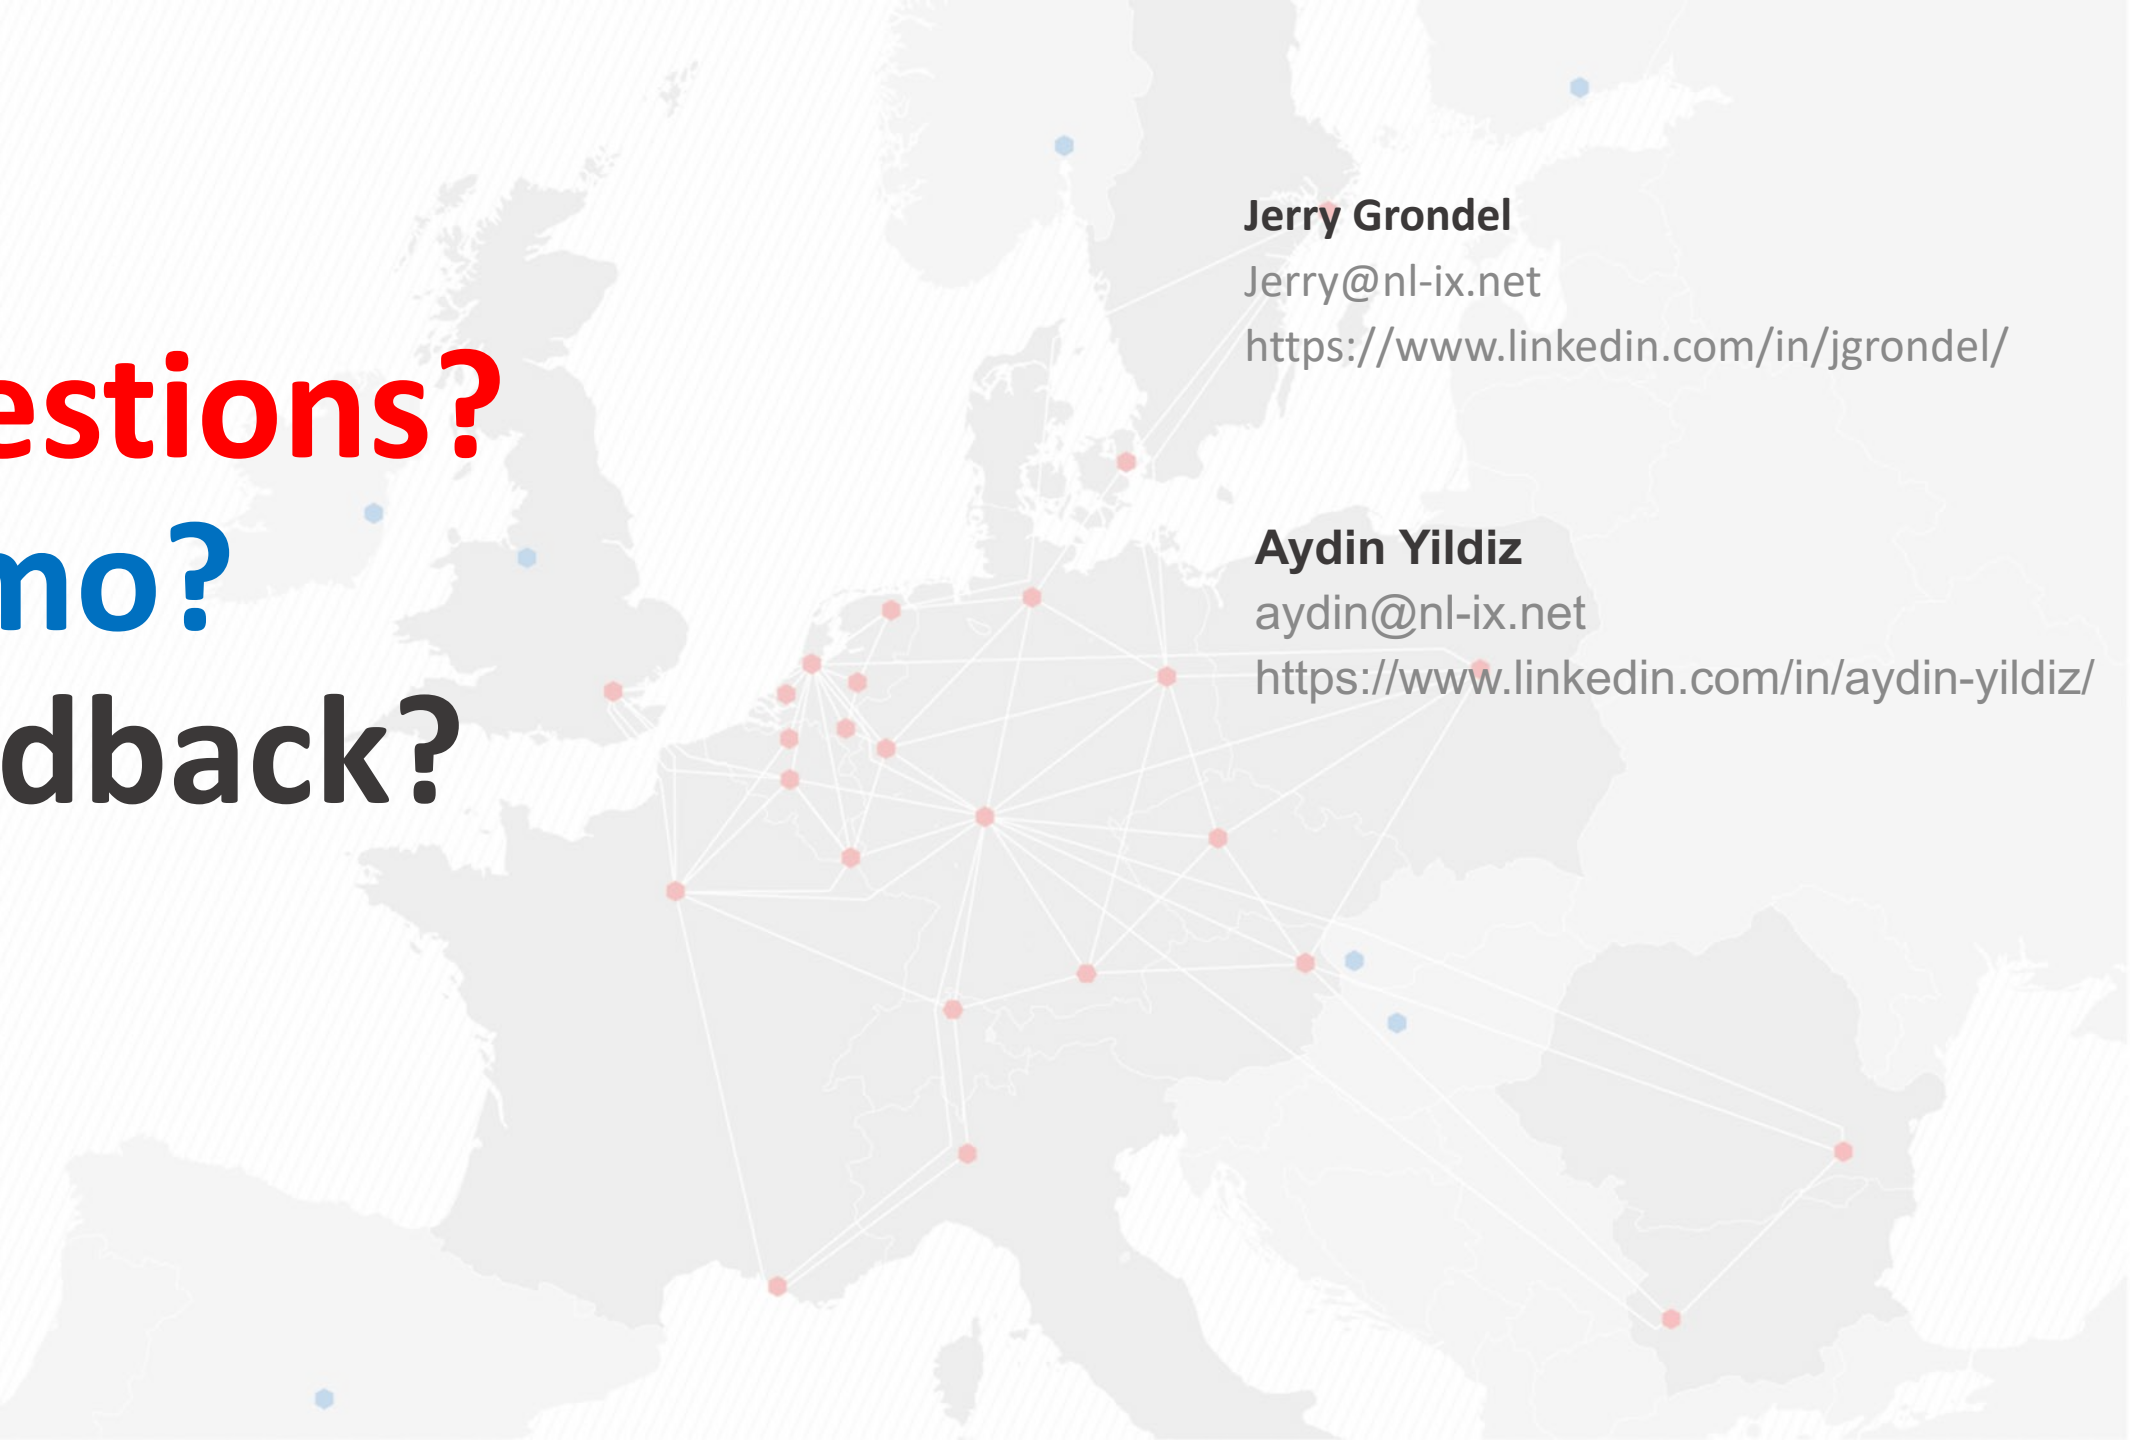 estions?
mo?
dback?
Jerry Grondel
Jerry@nl-ix.net
https://www.linkedin.com/in/jgrondel/
Aydin Yildiz
aydin@nl-ix.net
https://www.linkedin.com/in/aydin-yildiz/